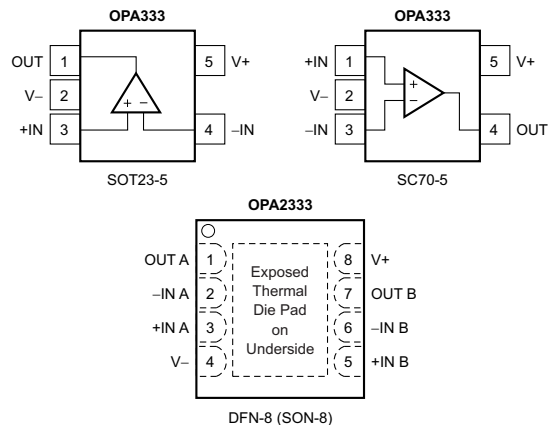 OPA333
OUT 1 5 V+
V– 2
+IN 3 + – 4 –IN
SOT23-5
OPA333
+IN 1 + 5 V+
V– 2 –
–IN 3 4 OUT
SC70-5
OPA2333
OUT A 1 8 V+
–IN A 2 7 OUT B
+IN A 3 6 –IN B
V– 4 5 +IN B
Exposed
Thermal
Die Pad
on
Underside
DFN-8 (SON-8)